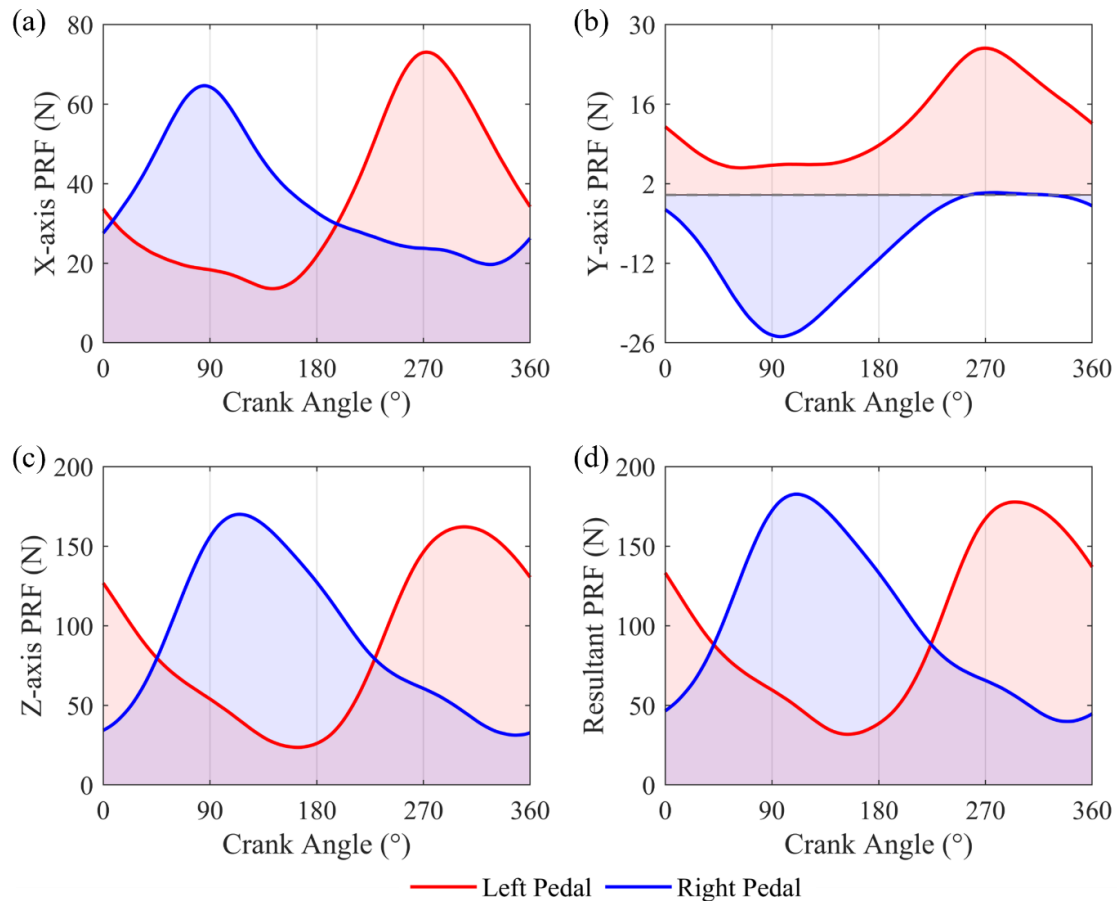 (a)
80
60
40
20
0
X-axis PRF (N)
0 90 180 270 360
Crank Angle (°)
(b)
30
16
2
-12
-26
Y-axis PRF (N)
0 90 180 270 360
Crank Angle (°)
(c)
200
150
100
50
0
Z-axis PRF (N)
0 90 180 270 360
Crank Angle (°)
(d)
200
150
100
50
0
Resultant PRF (N)
0 90 180 270 360
Crank Angle (°)
Left Pedal Right Pedal